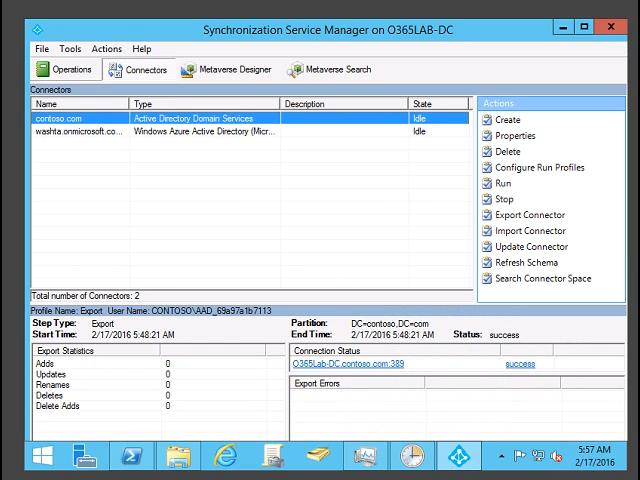 Synchronization Service Manager on O365LAB-DC
File Tools Actions Help
Operations Connectors Metaverse Designer Metaverse Search
Connectors
Name Type Description State
contoso.com Active Directory Domain Services Idle
washta.onmicrosoft.co... Windows Azure Active Directory (Micr... Idle
Total number of Connectors: 2
Actions
Create
Properties
Delete
Configure Run Profiles
Run
Stop
Export Connector
Import Connector
Update Connector
Refresh Schema
Search Connector Space
Profile Name: Export User Name: CONTOSO\AAD_69a97a1b7113
Step Type: Export
Start Time: 2/17/2016 5:48:21 AM
Partition: DC=contoso,DC=com
End Time: 2/17/2016 5:48:21 AM Status: success
Export Statistics
Adds 0
Updates 0
Renames 0
Deletes 0
Delete Adds 0
Connection Status
O365Lab-DC.contoso.com:389 success
Export Errors
5:57 AM
2/17/2016